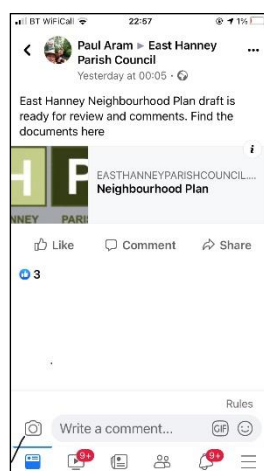 BT WiFiCall 22:57 1%
Paul Aram ▸ East Hanney
Parish Council
Yesterday at 00:05 ·
East Hanney Neighbourhood Plan draft is
ready for review and comments. Find the
documents here
H P
NNEY PARI
EASTHANNEYPARISHCOUNCIL....
Neighbourhood Plan
Like Comment Share
3
Rules
Write a comment... GIF
9+ 9+